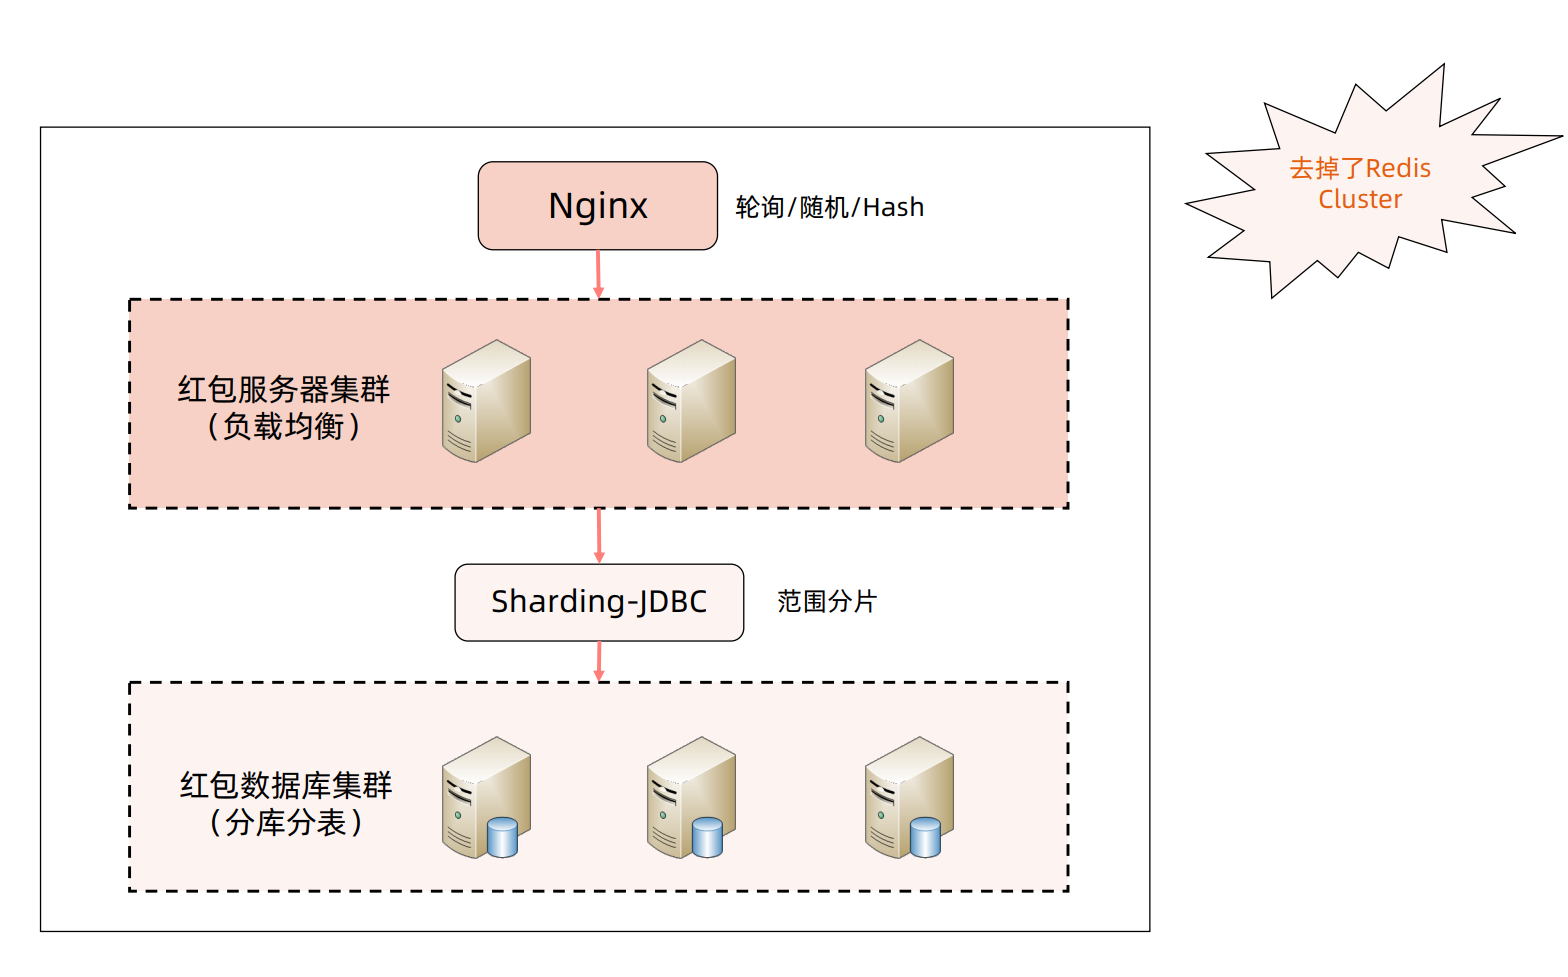 去掉了Redis
Cluster
Nginx
轮询/随机/Hash
红包服务器集群
（负载均衡）
Sharding-JDBC
范围分片
红包数据库集群
（分库分表）